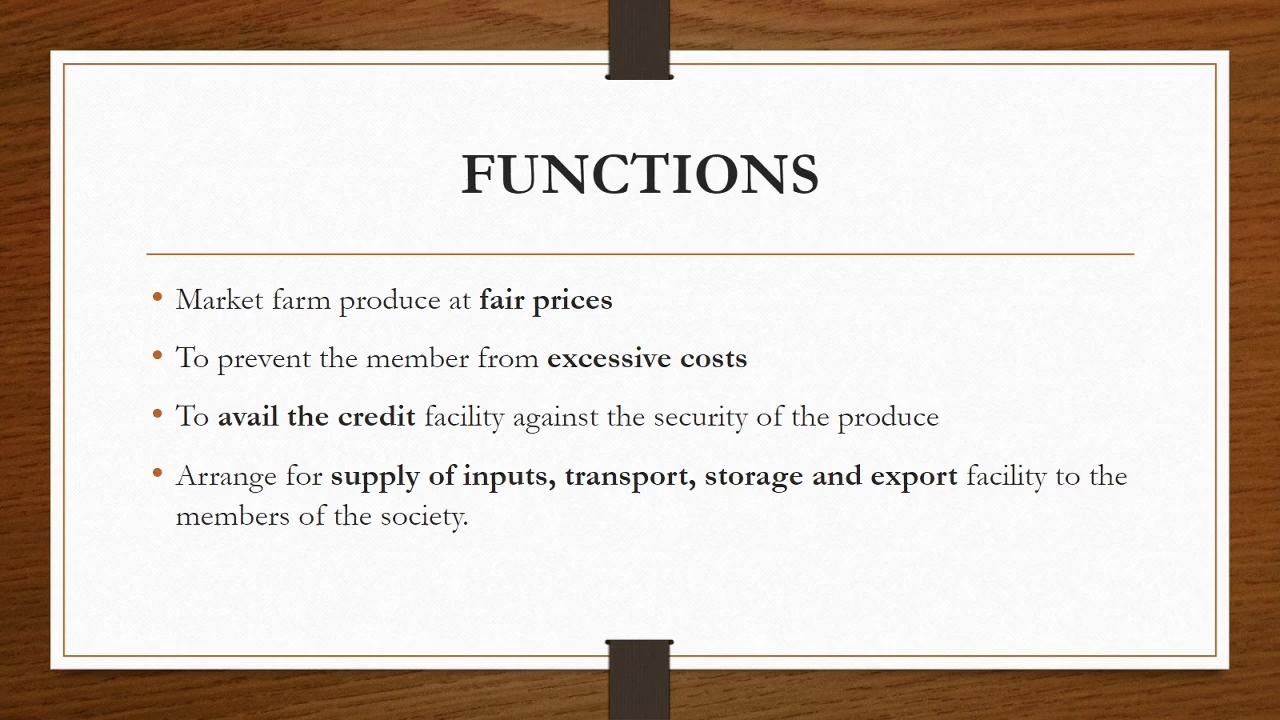 FUNCTIONS
• Market farm produce at fair prices
• To prevent the member from excessive costs
• To avail the credit facility against the security of the produce
• Arrange for supply of inputs, transport, storage and export facility to the
members of the society.